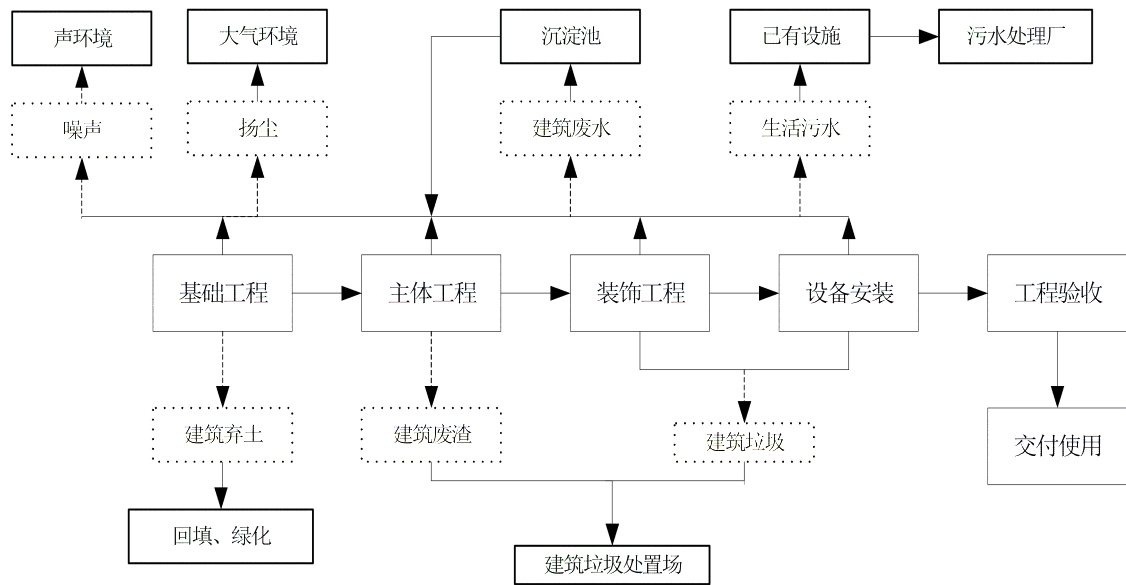 声环境
大气环境
沉淀池
已有设施
污水处理厂
噪声
扬尘
建筑废水
生活污水
基础工程
主体工程
装饰工程
设备安装
工程验收
建筑弃土
建筑废渣
建筑垃圾
交付使用
回填、绿化
建筑垃圾处置场